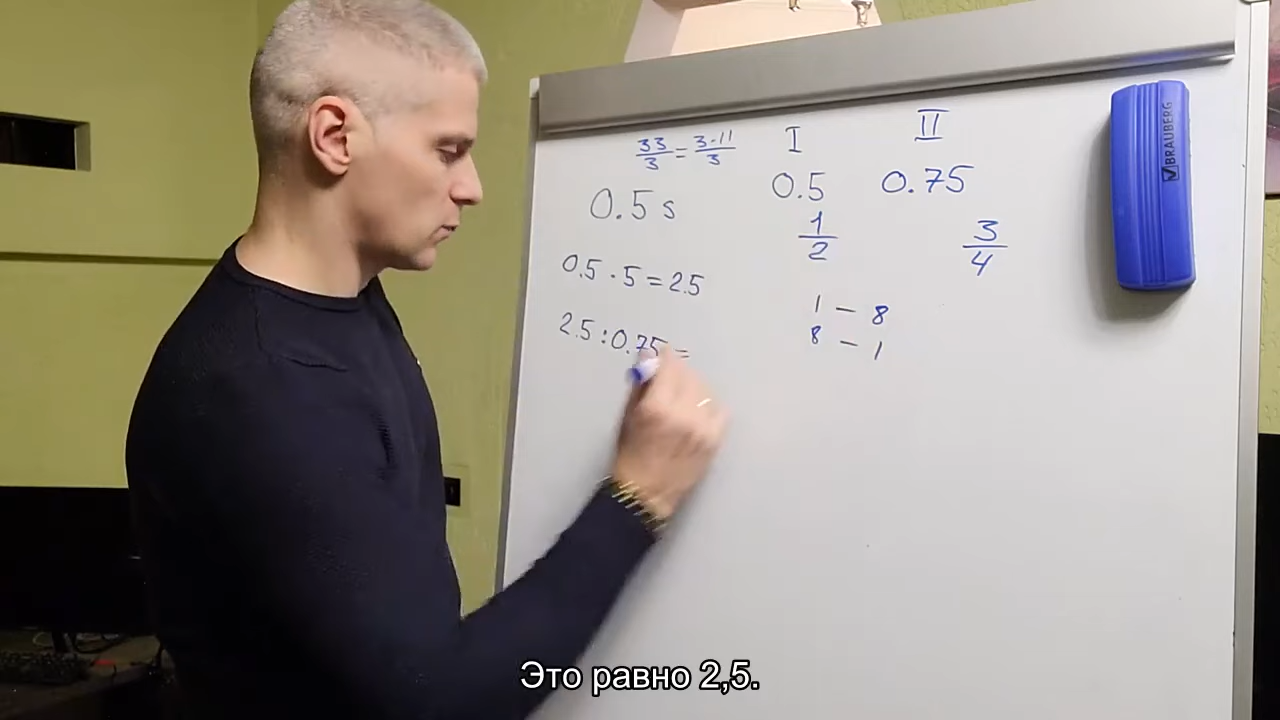 33/3 = 3·11/3
I
II
0.5 s
0.5
0.75
1/2
3/4
0.5 · 5 = 2.5
1 – 8
2.5 : 0.75 =
8 – 1
BRAUBERG
Это равно 2,5.